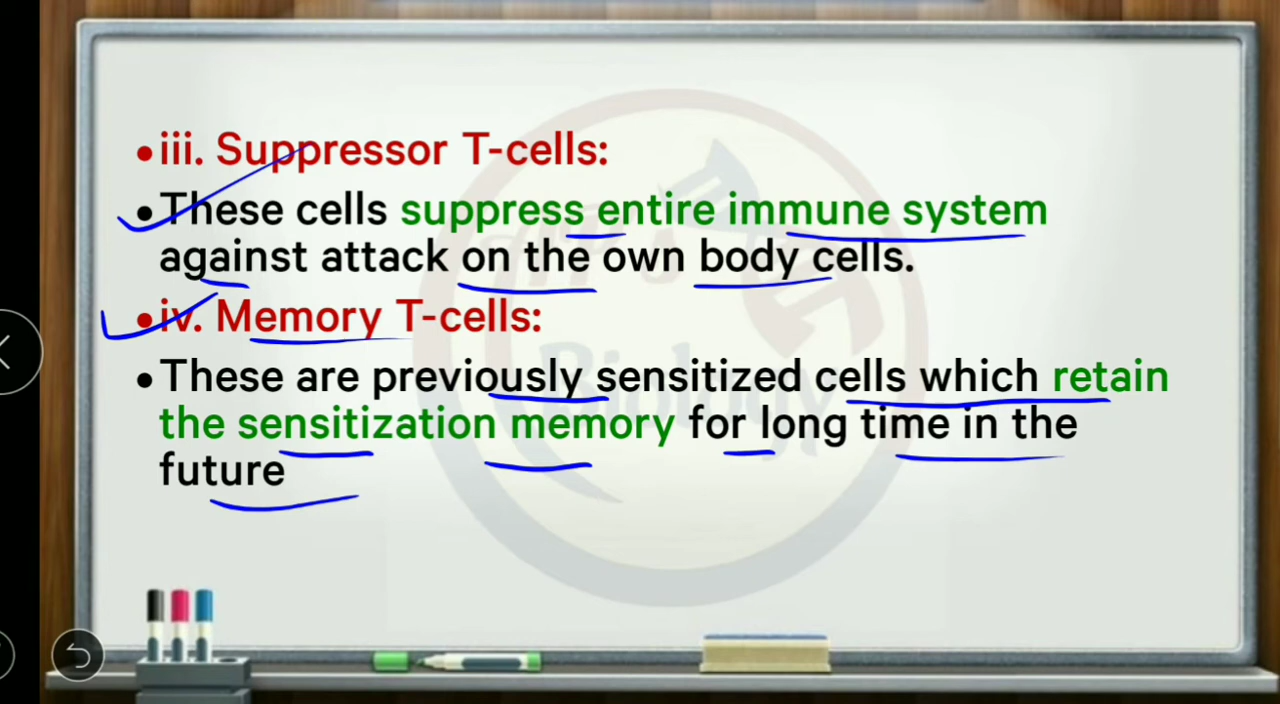 •iii. Suppressor T-cells:
•These cells suppress entire immune system
against attack on the own body cells.
•iv. Memory T-cells:
•These are previously sensitized cells which retain
the sensitization memory for long time in the
future
Biology